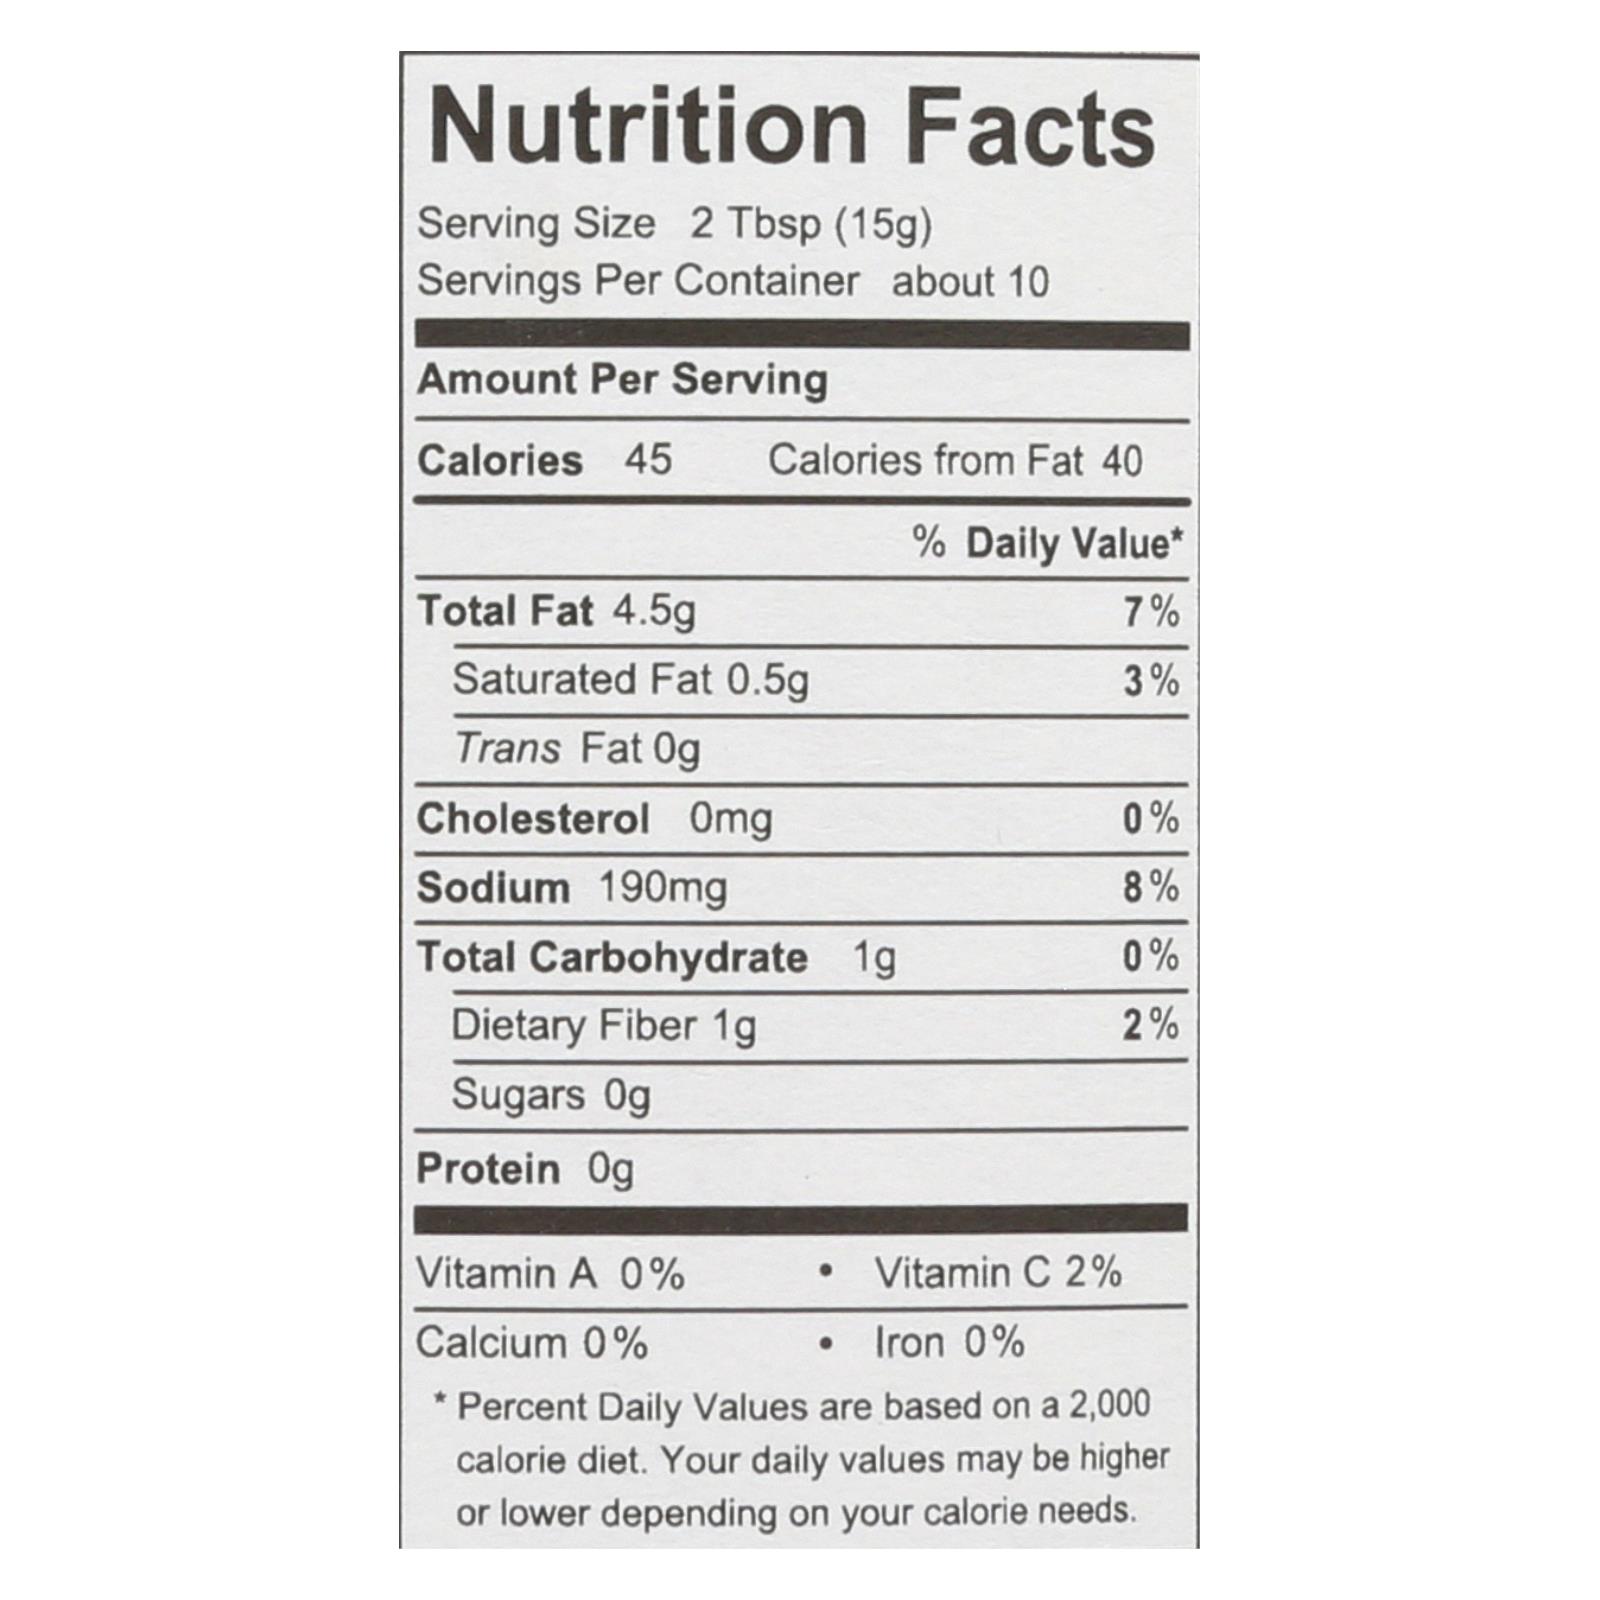 Nutrition Facts
Serving Size 2 Tbsp (15g)
Servings Per Container about 10
Amount Per Serving
Calories 45 Calories from Fat 40
% Daily Value*
Total Fat 4.5g 7%
Saturated Fat 0.5g 3%
Trans Fat 0g
Cholesterol 0mg 0%
Sodium 190mg 8%
Total Carbohydrate 1g 0%
Dietary Fiber 1g 2%
Sugars 0g
Protein 0g
Vitamin A 0% • Vitamin C 2%
Calcium 0% • Iron 0%
* Percent Daily Values are based on a 2,000
calorie diet. Your daily values may be higher
or lower depending on your calorie needs.